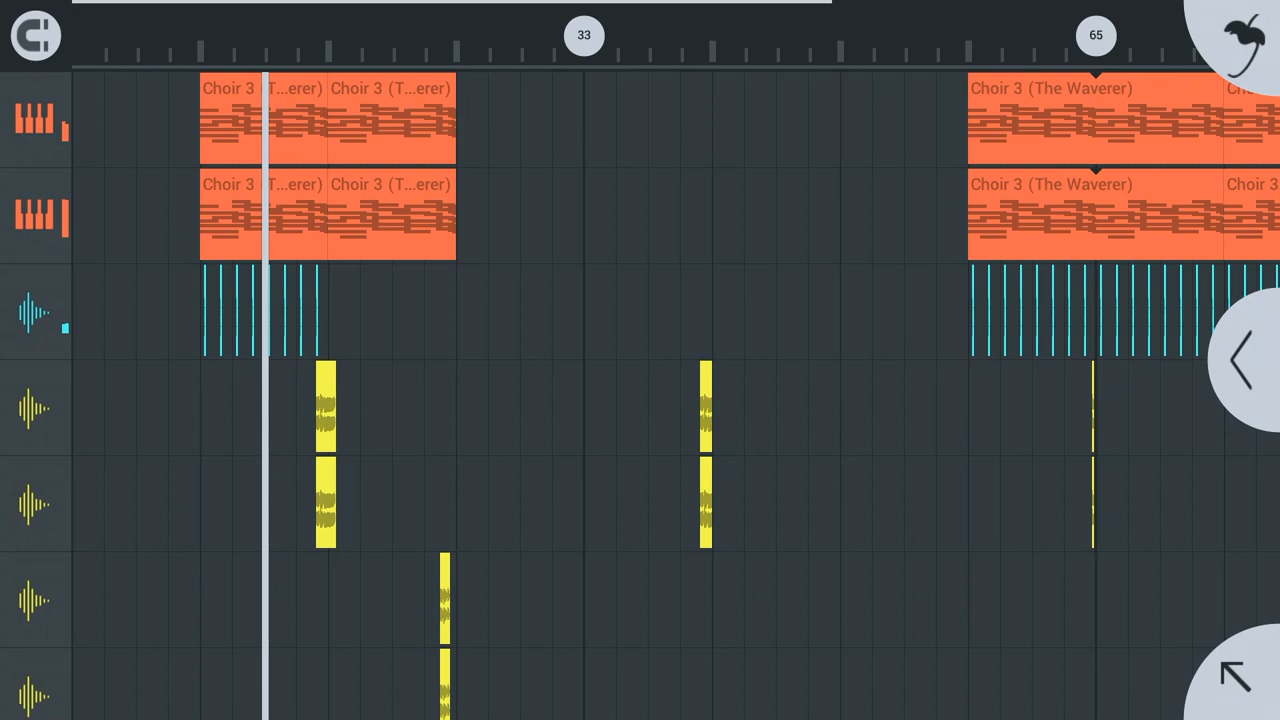 33
65
Choir 3 (T...erer)
Choir 3 (T...erer)
Choir 3 (The Waverer)
Cho
Choir 3 (T...erer)
Choir 3 (T...erer)
Choir 3 (The Waverer)
Choir 3